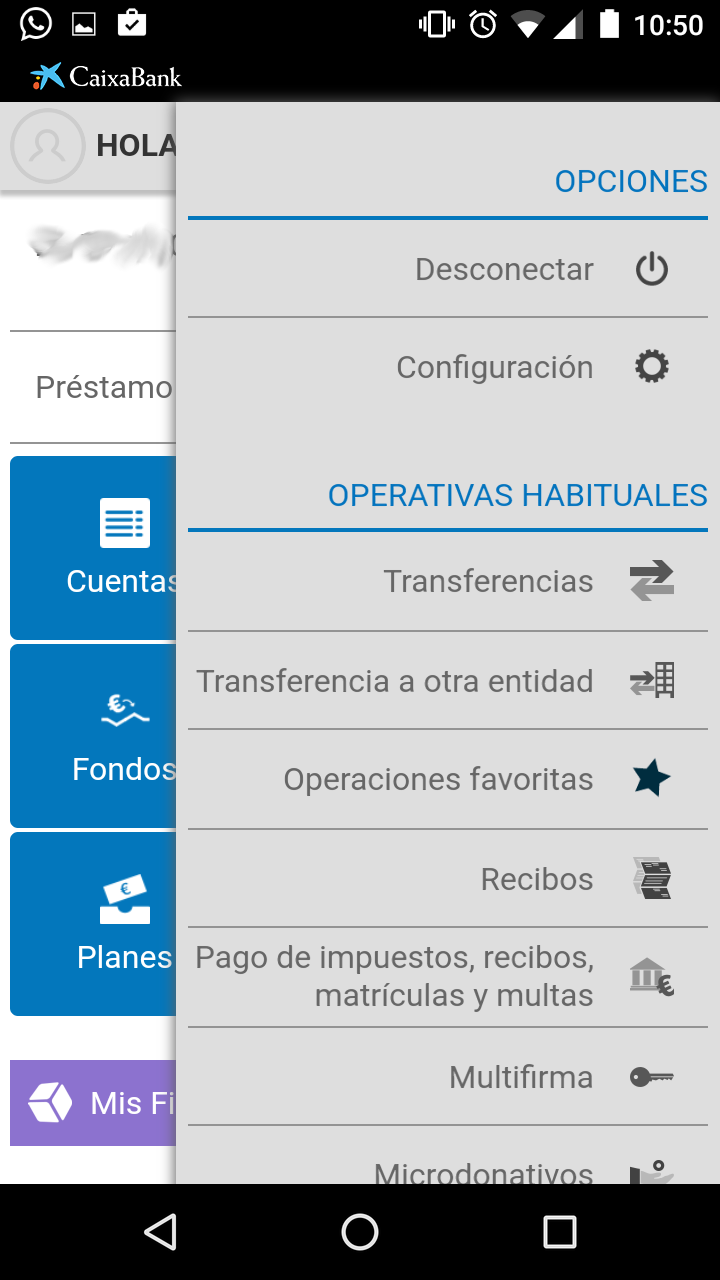 10:50
CaixaBank
HOLA
OPCIONES
Desconectar
Configuración
Préstamo
OPERATIVAS HABITUALES
Cuentas
Transferencias
Transferencia a otra entidad
Fondos
Operaciones favoritas
Recibos
Planes
Pago de impuestos, recibos,
matrículas y multas
Multifirma
Mis Fi
Microdonativos